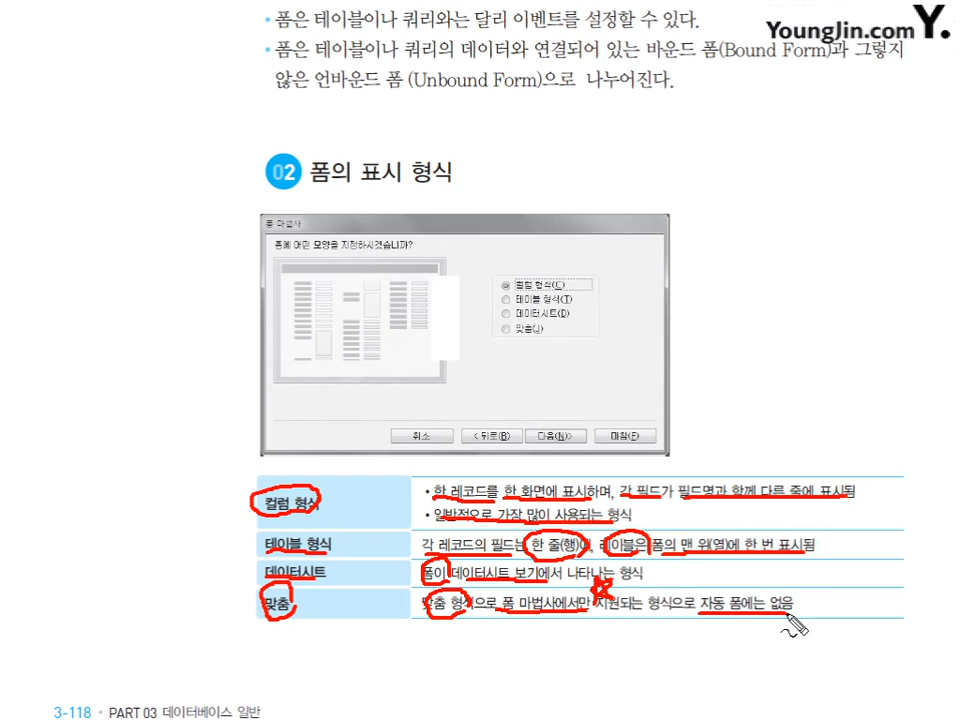 • 폼은 테이블이나 쿼리와는 달리 이벤트를 설정할 수 있다.
YoungJin.com Y.
• 폼은 테이블이나 쿼리의 데이터와 연결되어 있는 바운드 폼(Bound Form)과 그렇지
않은 언바운드 폼 (Unbound Form)으로 나누어진다.
02 폼의 표시 형식
폼 마법사
폼에 어떤 모양을 지정하시겠습니까?
컬럼 형식(C)
테이블 형식(T)
데이터시트(D)
맞춤(J)
취소 < 뒤로(B) 다음(N)> 마침(F)
컬럼 형식
• 한 레코드를 한 화면에 표시하며, 각 필드가 필드명과 함께 다른 줄에 표시됨
• 일반적으로 가장 많이 사용되는 형식
테이블 형식 각 레코드의 필드는 한 줄(행)에, 레이블은 폼의 맨 위(열)에 한 번 표시됨
데이터시트 폼이 데이터시트 보기에서 나타나는 형식
맞춤 맞춤 형식으로 폼 마법사에서만 지원되는 형식으로 자동 폼에는 없음
3-118 • PART 03 데이터베이스 일반